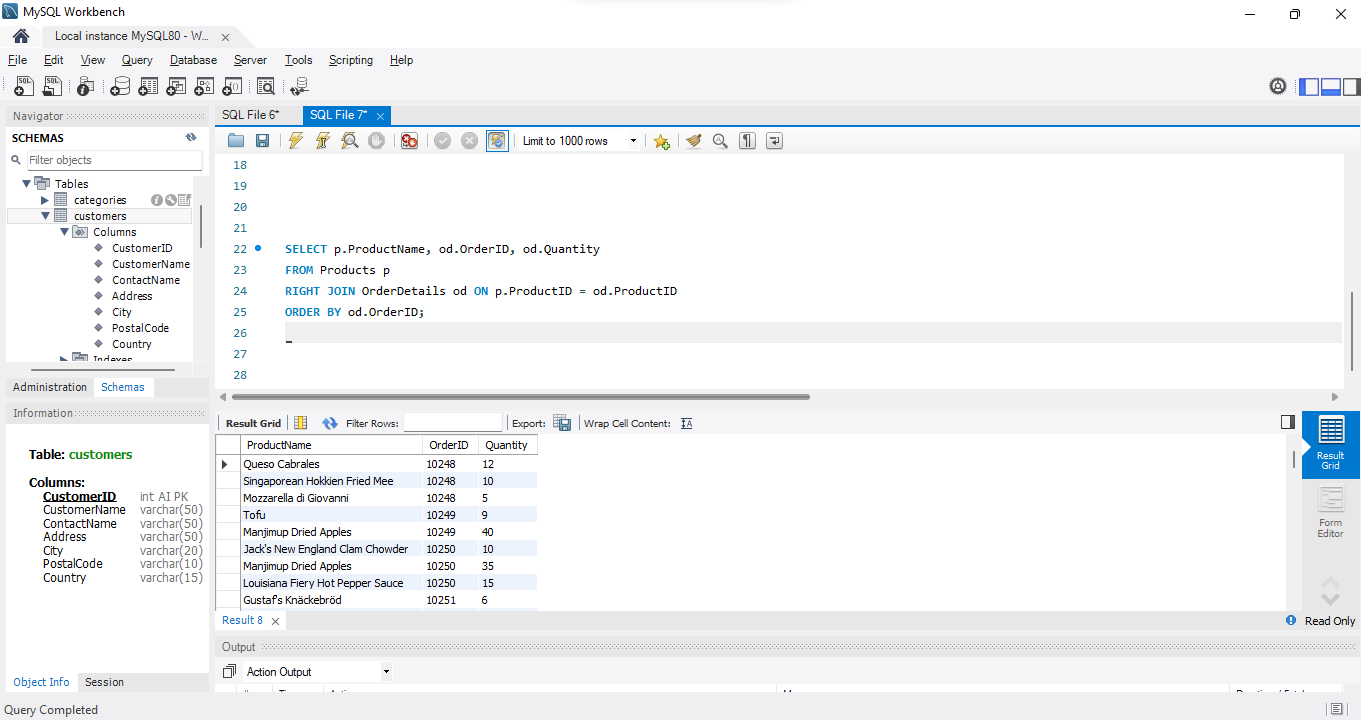 MySQL Workbench
Local instance MySQL80 - W...
File Edit View Query Database Server Tools Scripting Help
Navigator
SCHEMAS
Filter objects
Tables
categories
customers
Columns
CustomerID
CustomerName
ContactName
Address
City
PostalCode
Country
Indexes
Administration Schemas
Information
Table: customers
Columns:
CustomerID int AI PK
CustomerName varchar(50)
ContactName varchar(50)
Address varchar(50)
City varchar(20)
PostalCode varchar(10)
Country varchar(15)
Object Info Session
SQL File 6* SQL File 7*
Limit to 1000 rows
18
19
20
21
22 SELECT p.ProductName, od.OrderID, od.Quantity
23 FROM Products p
24 RIGHT JOIN OrderDetails od ON p.ProductID = od.ProductID
25 ORDER BY od.OrderID;
26
27
28
Result Grid Filter Rows: Export: Wrap Cell Content:
ProductName OrderID Quantity
Queso Cabrales 10248 12
Singaporean Hokkien Fried Mee 10248 10
Mozzarella di Giovanni 10248 5
Tofu 10249 9
Manjimup Dried Apples 10249 40
Jack's New England Clam Chowder 10250 10
Manjimup Dried Apples 10250 35
Louisiana Fiery Hot Pepper Sauce 10250 15
Gustaf's Knäckebröd 10251 6
Result
Grid
Form
Editor
Result 8
Read Only
Output
Action Output
Query Completed